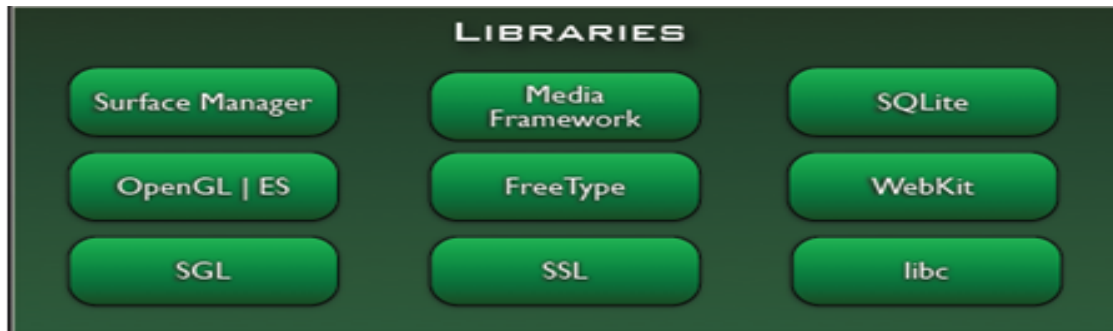 LIBRARIES
Surface Manager
Media
Framework
SQLite
OpenGL | ES
FreeType
WebKit
SGL
SSL
libc